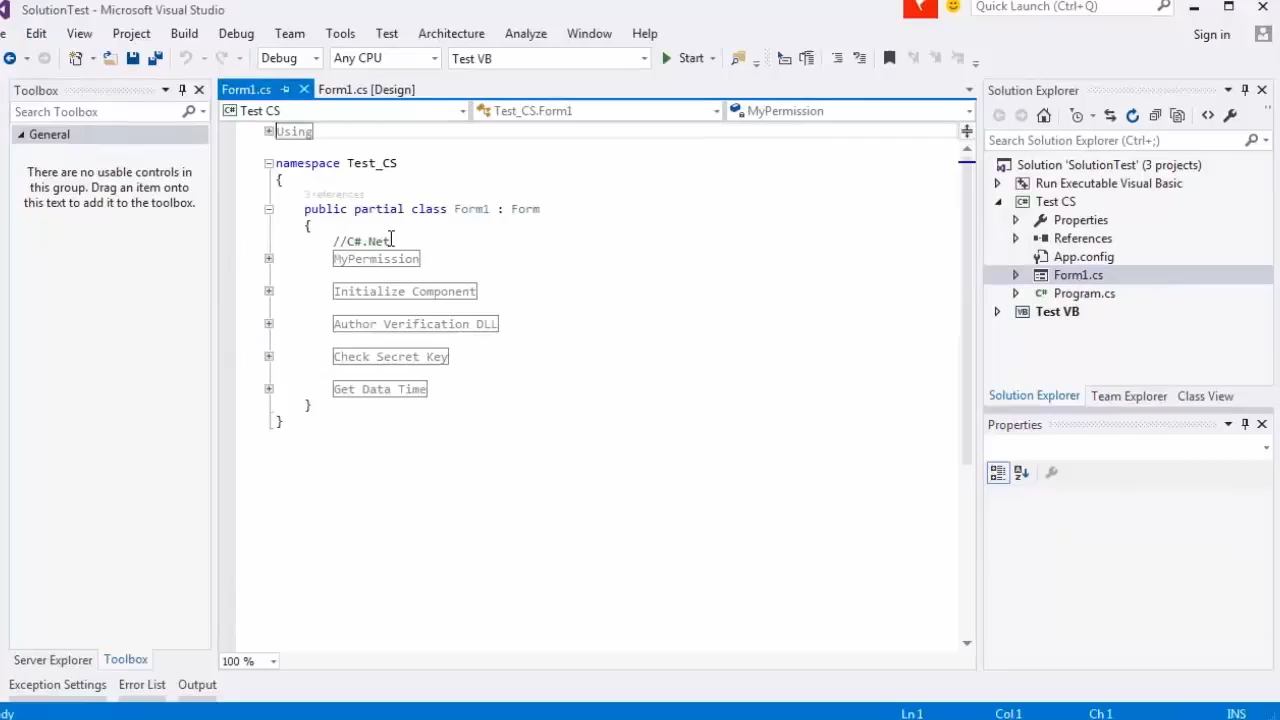 SolutionTest - Microsoft Visual Studio
Quick Launch (Ctrl+Q)
Edit View Project Build Debug Team Tools Test Architecture Analyze Window Help
Sign in
Debug Any CPU Test VB Start
Toolbox
Search Toolbox
General
There are no usable controls in
this group. Drag an item onto
this text to add it to the toolbox.
Server Explorer Toolbox
Form1.cs Form1.cs [Design]
C# Test CS Test_CS.Form1 MyPermission
Using
namespace Test_CS
{
3 references
public partial class Form1 : Form
{
//C#.Net
MyPermission
Initialize Component
Author Verification DLL
Check Secret Key
Get Data Time
}
}
100 %
Solution Explorer
Search Solution Explorer (Ctrl+;)
Solution 'SolutionTest' (3 projects)
Run Executable Visual Basic
C# Test CS
Properties
References
App.config
Form1.cs
C# Program.cs
VB Test VB
Solution Explorer Team Explorer Class View
Properties
Exception Settings Error List Output
dy Ln 1 Col 1 Ch 1 INS